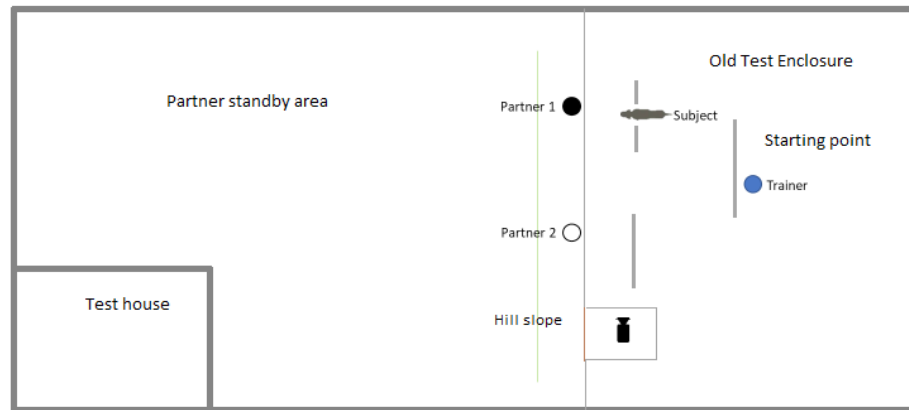 Old Test Enclosure
Partner standby area
Partner 1
Subject
Starting point
Trainer
Partner 2
Test house
Hill slope